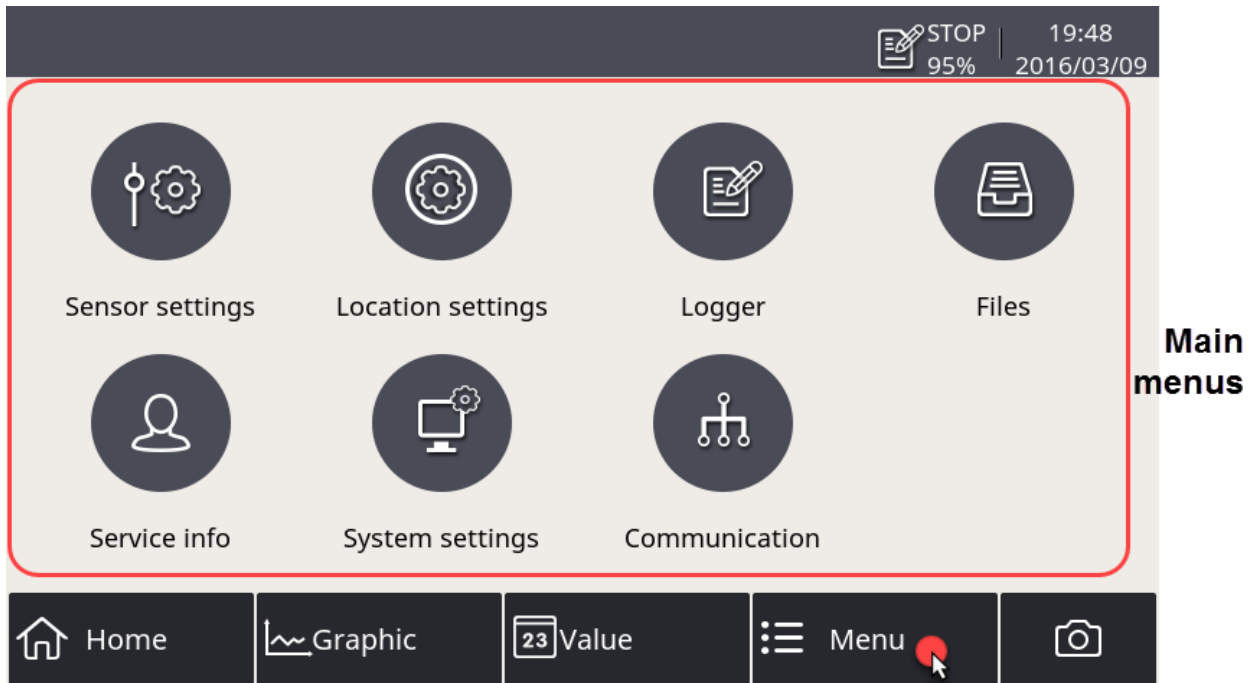 STOP 19:48
95% 2016/03/09
Sensor settings Location settings Logger Files
Main
menus
Service info System settings Communication
Home Graphic 23 Value Menu